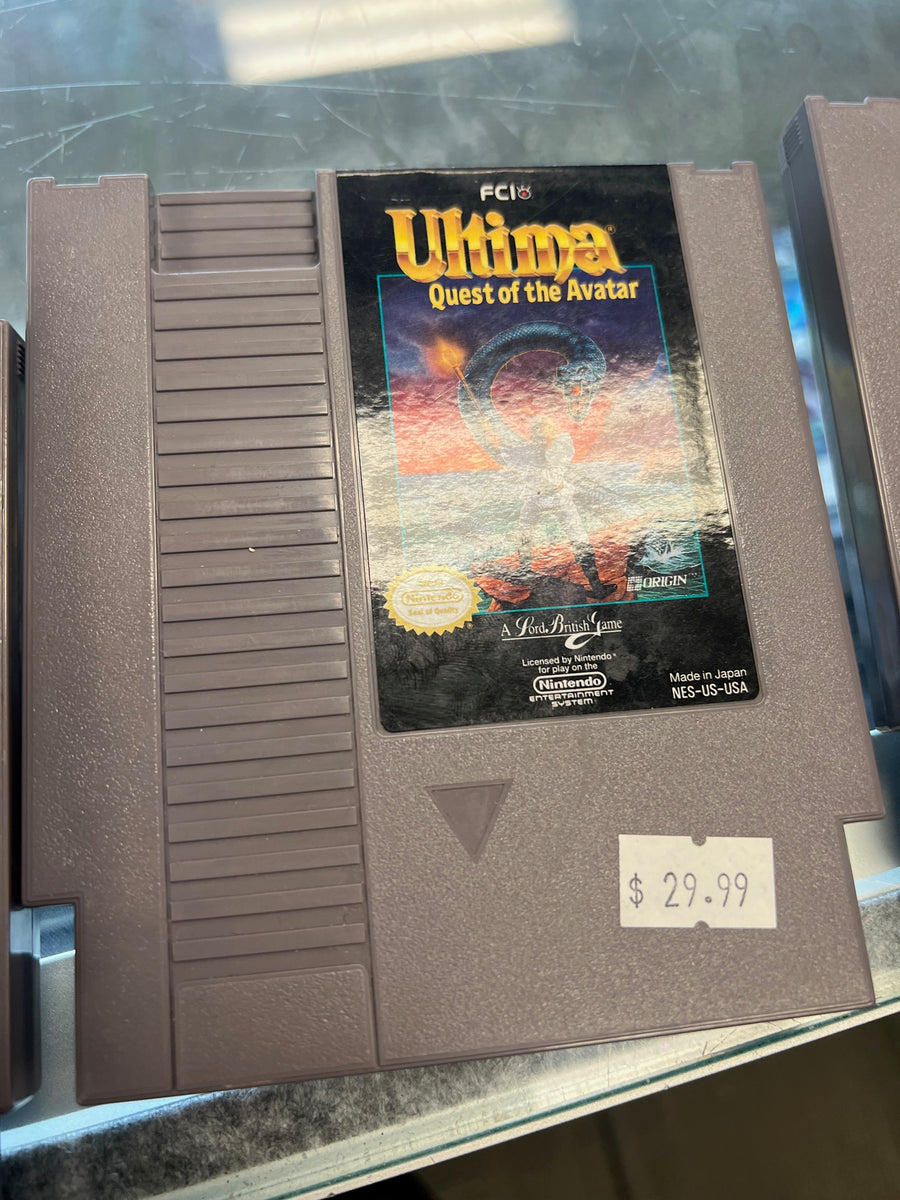 FCI
Ultima®
Quest of the Avatar
ORIGIN™
Nintendo
Seal of Quality
A Lord British Game
Licensed by Nintendo®
for play on the
Nintendo
ENTERTAINMENT
SYSTEM®
Made in Japan
NES-US-USA
$ 29.99